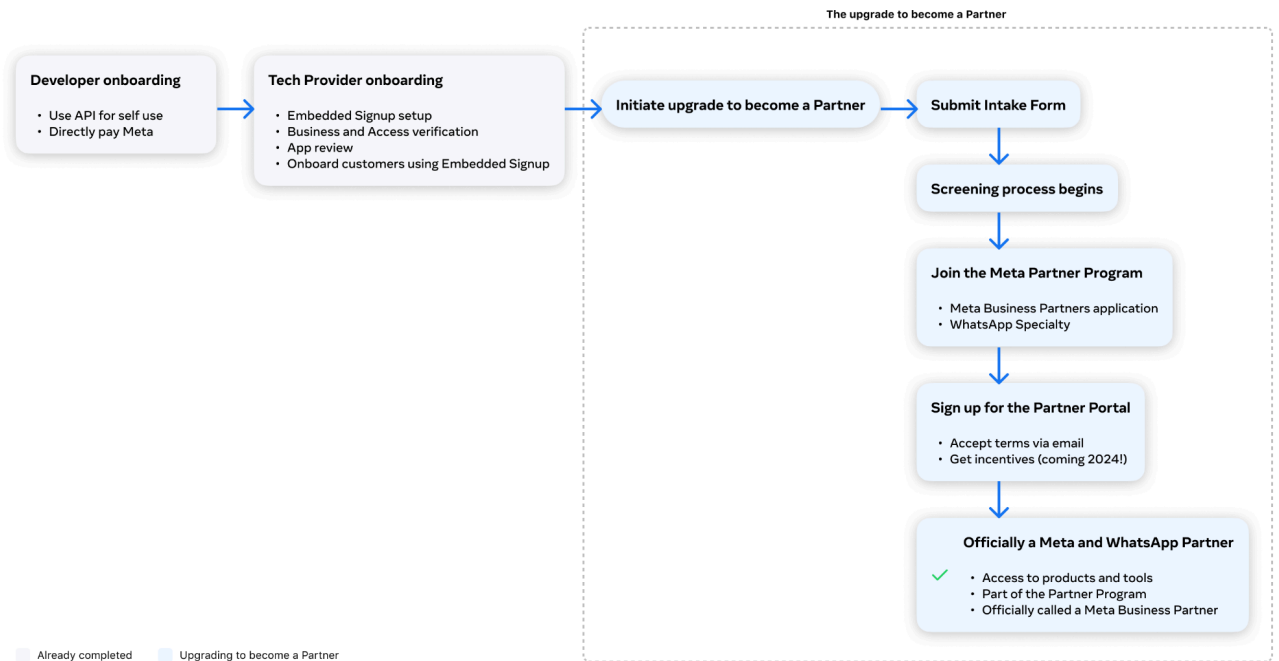 The upgrade to become a Partner
Developer onboarding
• Use API for self use
• Directly pay Meta
Tech Provider onboarding
• Embedded Signup setup
• Business and Access verification
• App review
• Onboard customers using Embedded Signup
Initiate upgrade to become a Partner
Submit Intake Form
Screening process begins
Join the Meta Partner Program
• Meta Business Partners application
• WhatsApp Specialty
Sign up for the Partner Portal
• Accept terms via email
• Get incentives (coming 2024!)
Officially a Meta and WhatsApp Partner
• Access to products and tools
• Part of the Partner Program
• Officially called a Meta Business Partner
Already completed
Upgrading to become a Partner